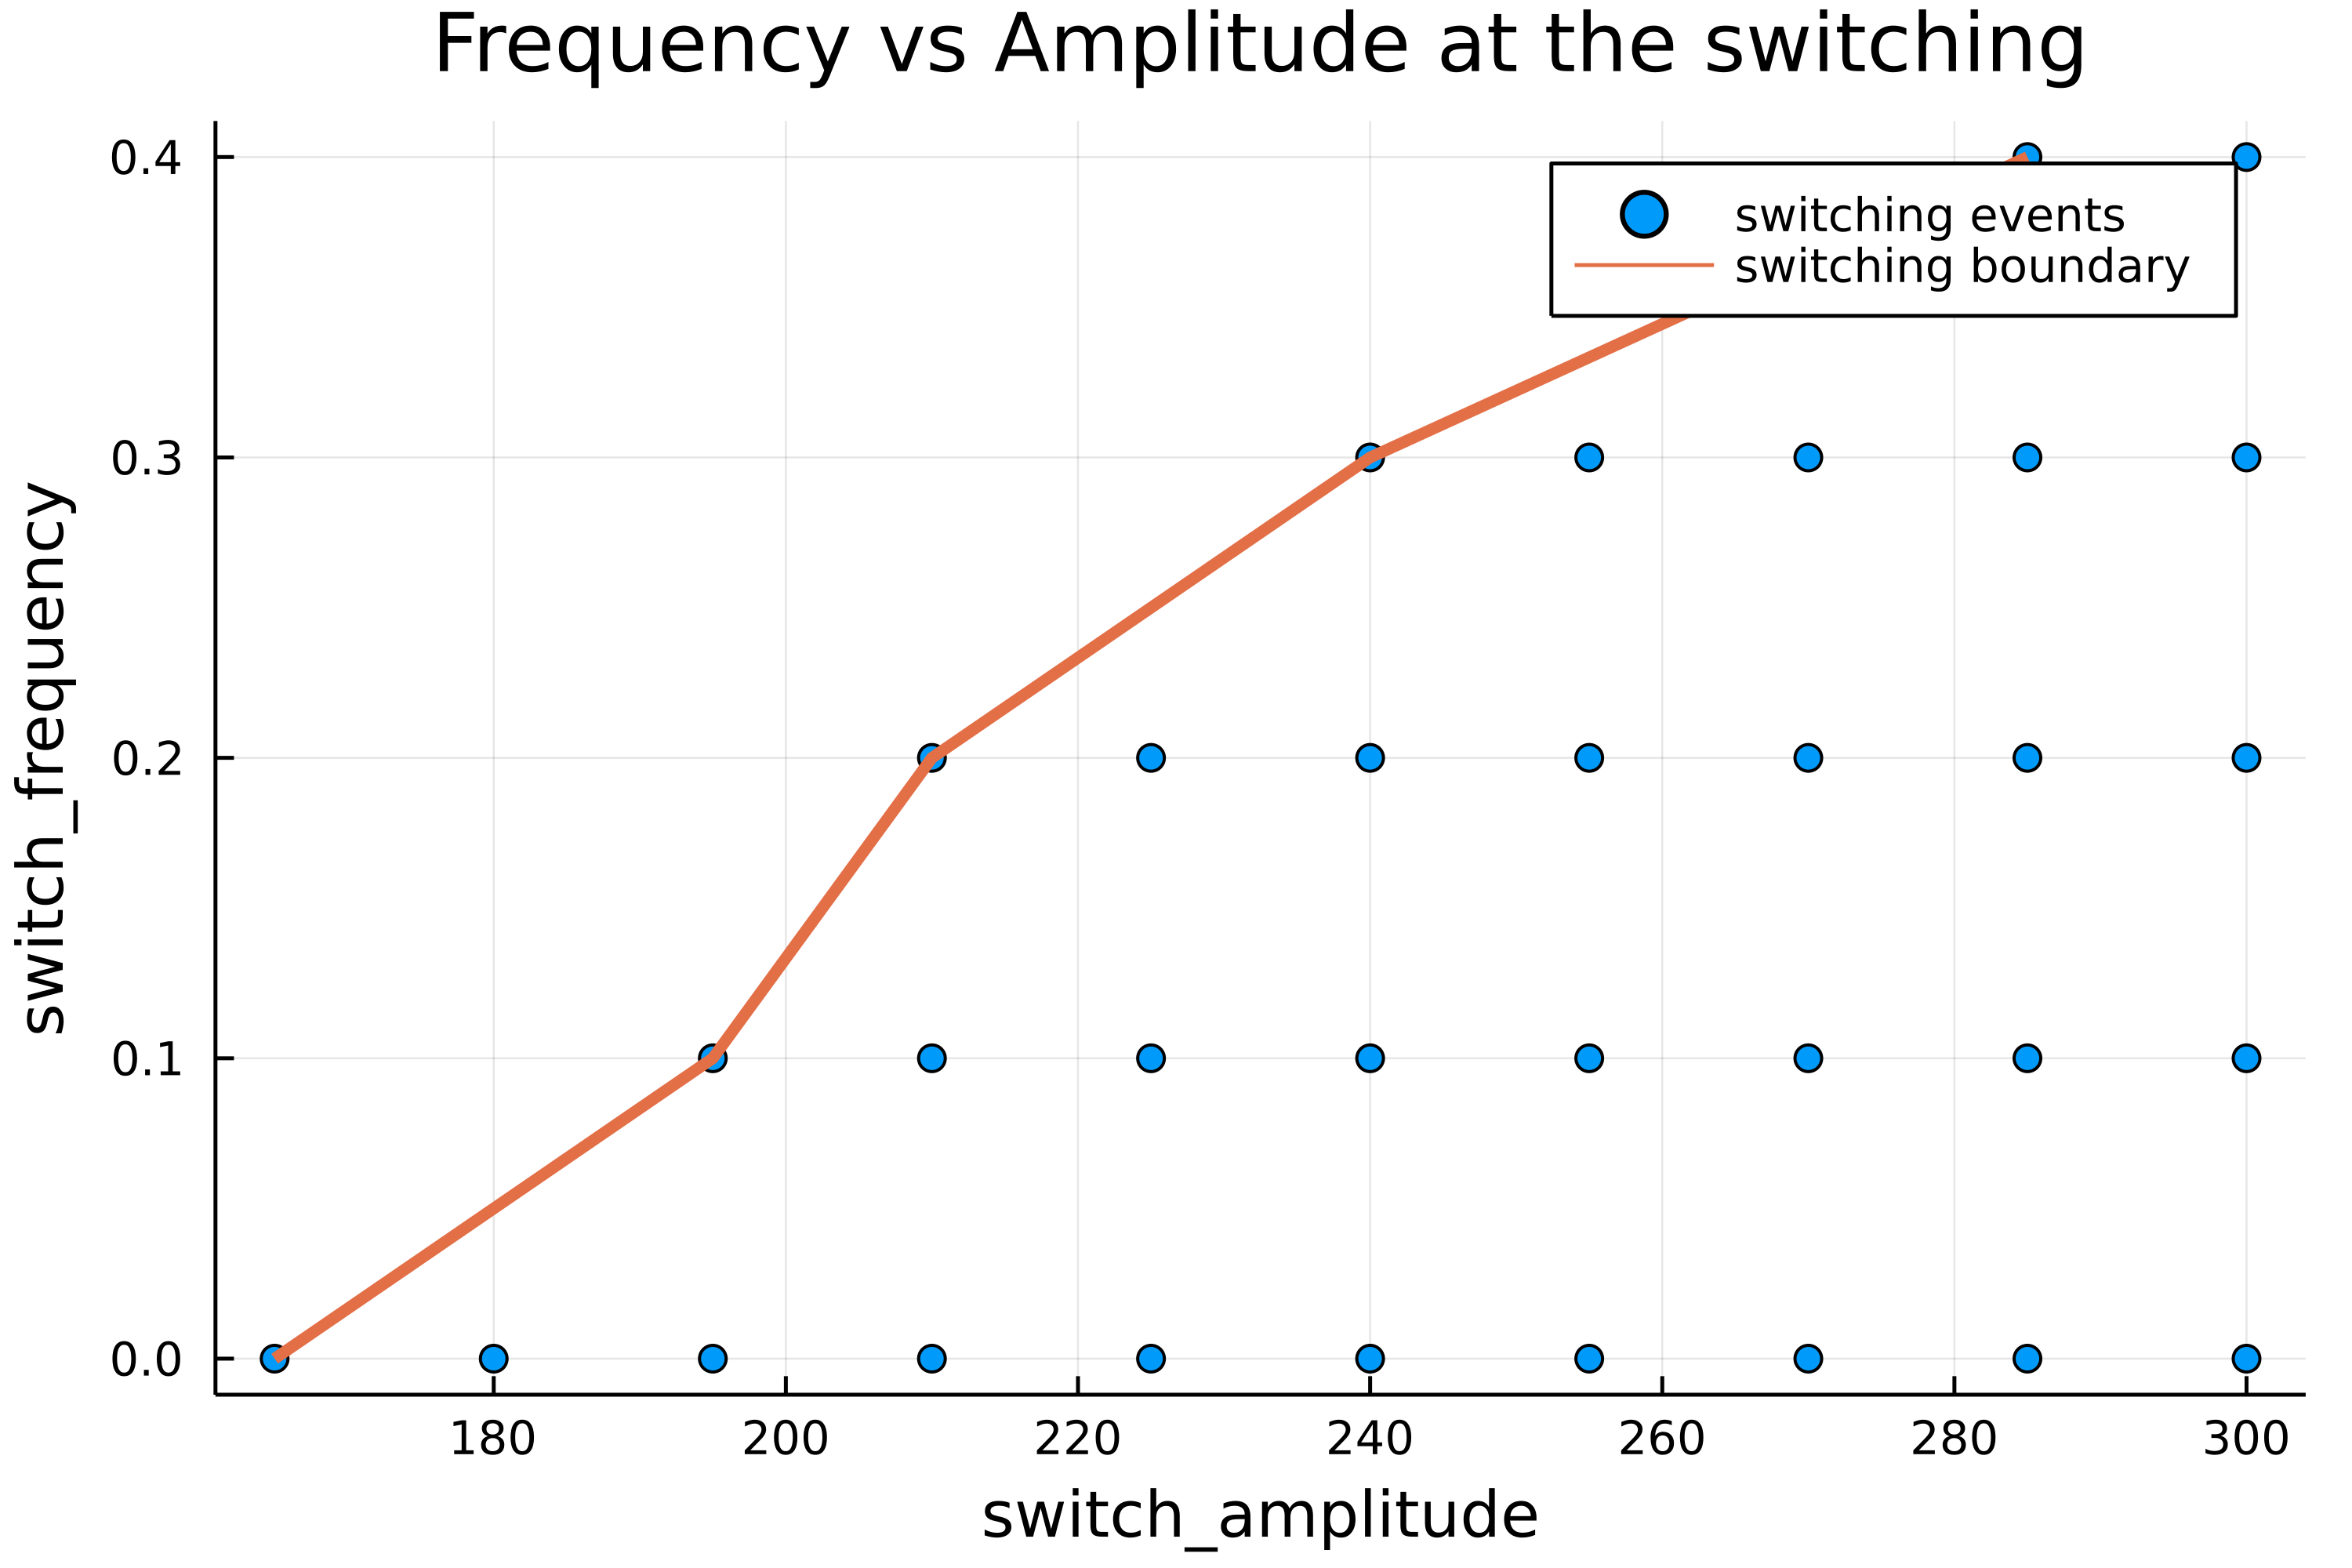 Frequency vs Amplitude at the switching
switching events
switching boundary
switch_frequency
0.4
0.3
0.2
0.1
0.0
180 200 220 240 260 280 300
switch_amplitude